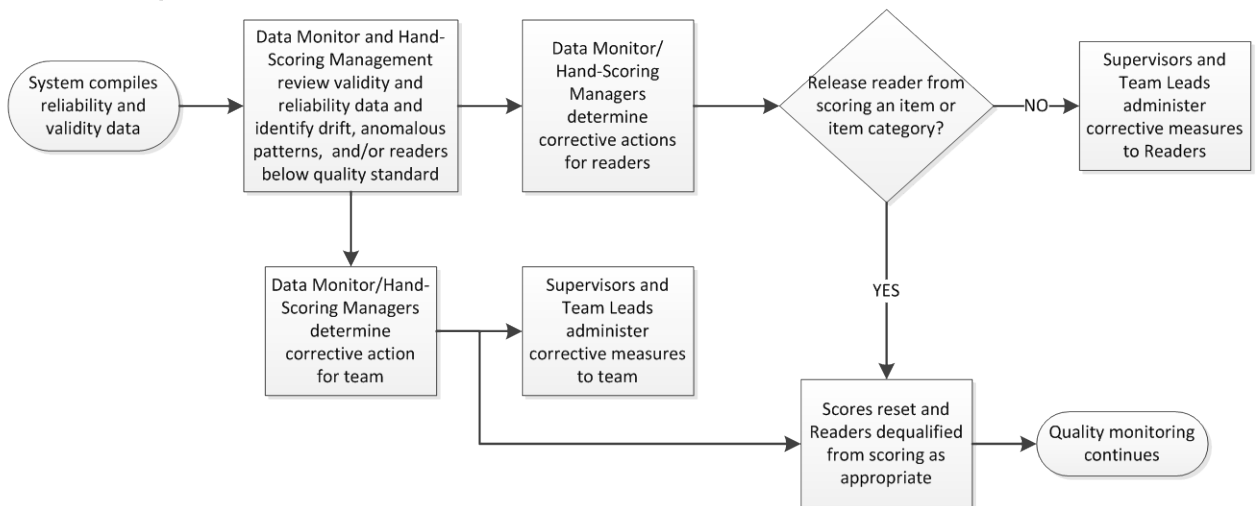 System compiles
reliability and
validity data
Data Monitor and Hand-
Scoring Management
review validity and
reliability data and
identify drift, anomalous
patterns,  and/or readers
below quality standard
Data Monitor/
Hand-Scoring
Managers
determine
corrective actions
for readers
Release reader from
scoring an item or
item category?
NO
Supervisors and
Team Leads
administer
corrective measures
to Readers
YES
Data Monitor/Hand-
Scoring Managers
determine
corrective action
for team
Supervisors and
Team Leads
administer
corrective measures
to team
Scores reset and
Readers dequalified
from scoring as
appropriate
Quality monitoring
continues